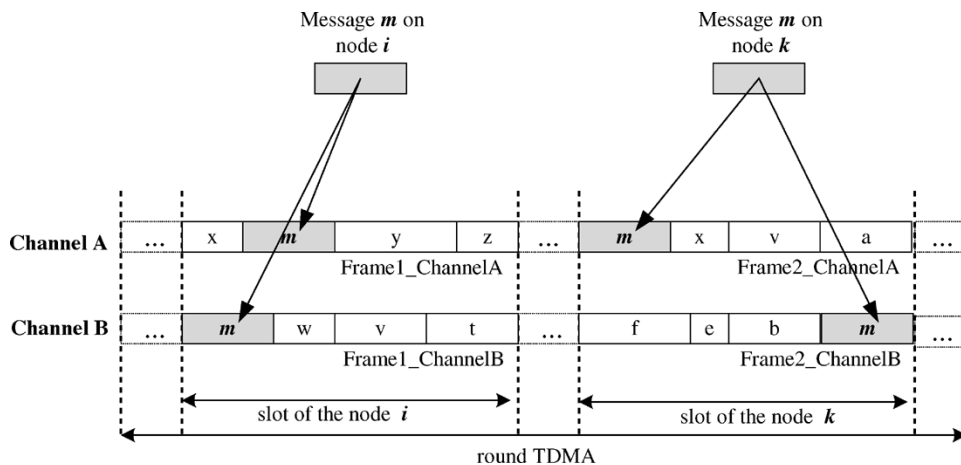 Message m on
node i
Message m on
node k
Channel A
... x m y z ... m x v a ...
Frame1_ChannelA
Frame2_ChannelA
Channel B
... m w v t ... f e b m ...
Frame1_ChannelB
Frame2_ChannelB
slot of the node i
slot of the node k
round TDMA